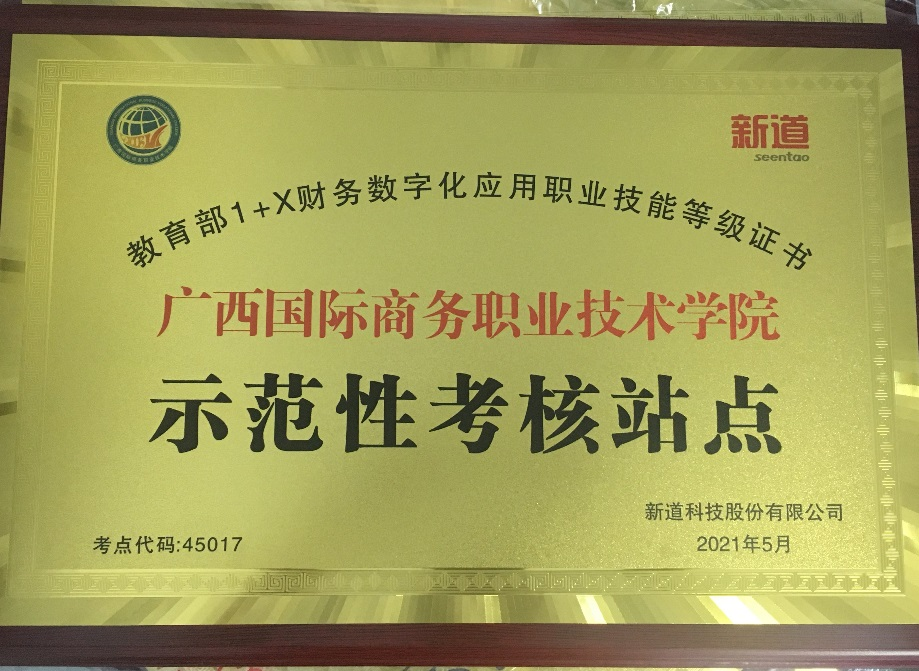 新道
seentao
教育部1+X财务数字化应用职业技能等级证书
广西国际商务职业技术学院
示范性考核站点
新道科技股份有限公司
考点代码:45017
2021年5月